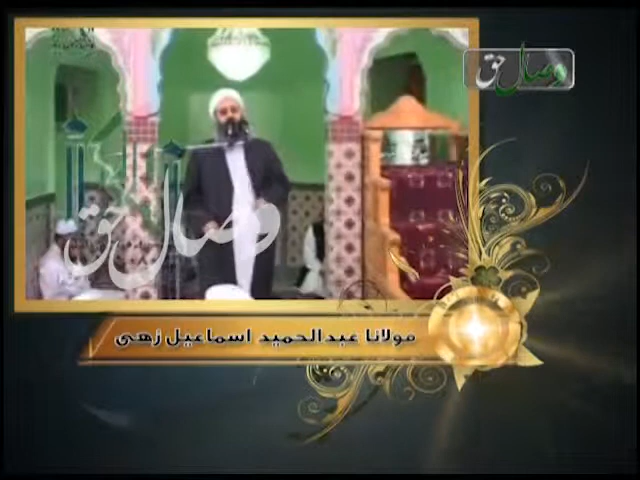 وصال حق
وصال حق
مولانا عبدالحمید اسماعیل زهی